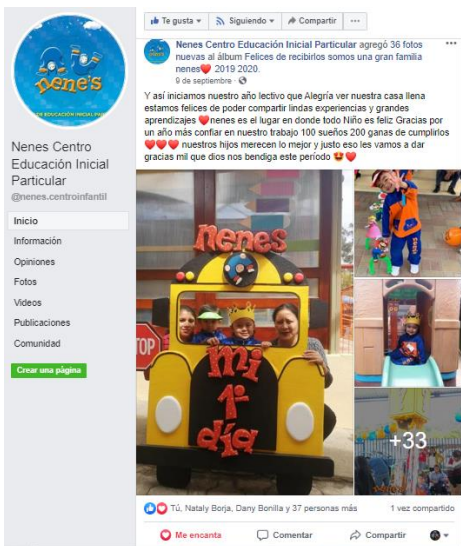 nene's
DE EDUCACIÓN INICIAL PAR
Nenes Centro
Educación Inicial
Particular
@nenes.centroinfantil
Inicio
Información
Opiniones
Fotos
Videos
Publicaciones
Comunidad
Crear una página
Te gusta
Siguiendo
Compartir
Nenes Centro Educación Inicial Particular agregó 36 fotos
nuevas al álbum Felices de recibirlos somos una gran familia
nenes❤️ 2019 2020.
9 de septiembre ·
Y así iniciamos nuestro año lectivo que Alegría ver nuestra casa llena
estamos felices de poder compartir lindas experiencias y grandes
aprendizajes ❤️nenes es el lugar en donde todo Niño es feliz Gracias por
un año más confiar en nuestro trabajo 100 sueños 200 ganas de cumplirlos
❤️❤️❤️ nuestros hijos merecen lo mejor y justo eso les vamos a dar
gracias mil que dios nos bendiga este período 😍❤️
nenes
TOP
mi
1º
día
+33
Tú, Nataly Borja, Dany Bonilla y 37 personas más
1 vez compartido
Me encanta
Comentar
Compartir